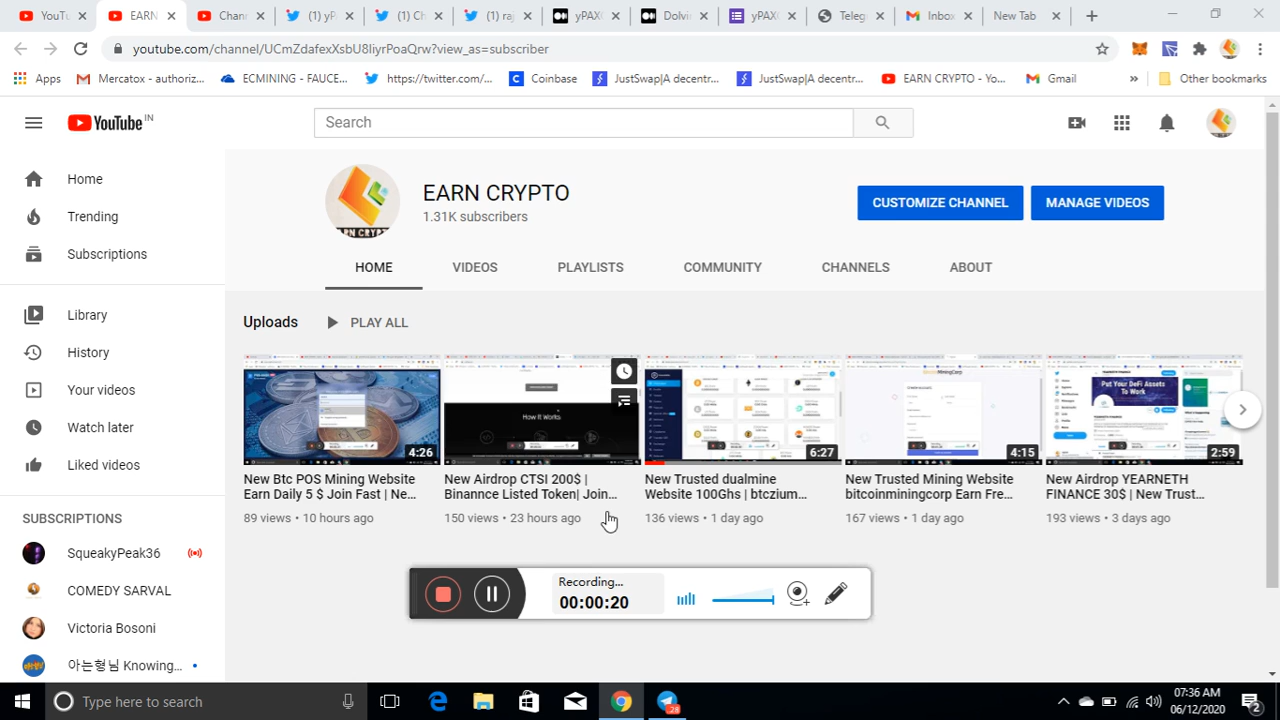 YouTu
EARN
Chann
(1) yP
(1) Ch
(1) raj
yPAX
Dolvi
yPAX
Teleg
Inbox
New Tab
youtube.com/channel/UCmZdafexXsbU8liyrPoaQrw?view_as=subscriber
Apps
Mercatox - authoriz...
ECMINING - FAUCE...
https://twitter.com/...
Coinbase
JustSwap|A decentr...
JustSwap|A decentr...
EARN CRYPTO - Yo...
Gmail
»
Other bookmarks
YouTube IN
Search
Home
Trending
Subscriptions
Library
History
Your videos
Watch later
Liked videos
SUBSCRIPTIONS
SqueakyPeak36
COMEDY SARVAL
Victoria Bosoni
아는형님 Knowing...
EARN CRYPTO
1.31K subscribers
CUSTOMIZE CHANNEL
MANAGE VIDEOS
HOME
VIDEOS
PLAYLISTS
COMMUNITY
CHANNELS
ABOUT
Uploads
PLAY ALL
4:26
New Btc POS Mining Website
Earn Daily 5 $ Join Fast | Ne...
89 views • 10 hours ago
How It Works
New Airdrop CTSI 200$ |
Binannce Listed Token| Join...
150 views • 23 hours ago
6:27
New Trusted dualmine
Website 100Ghs | btczium...
136 views • 1 day ago
MiningCorp
4:15
New Trusted Mining Website
bitcoinminingcorp Earn Fre...
167 views • 1 day ago
Put Your DeFi Assets
To Work
2:59
New Airdrop YEARNETH
FINANCE 30$ | New Trust...
193 views • 3 days ago
Recording...
00:00:20
Type here to search
28
07:36 AM
06/12/2020
2